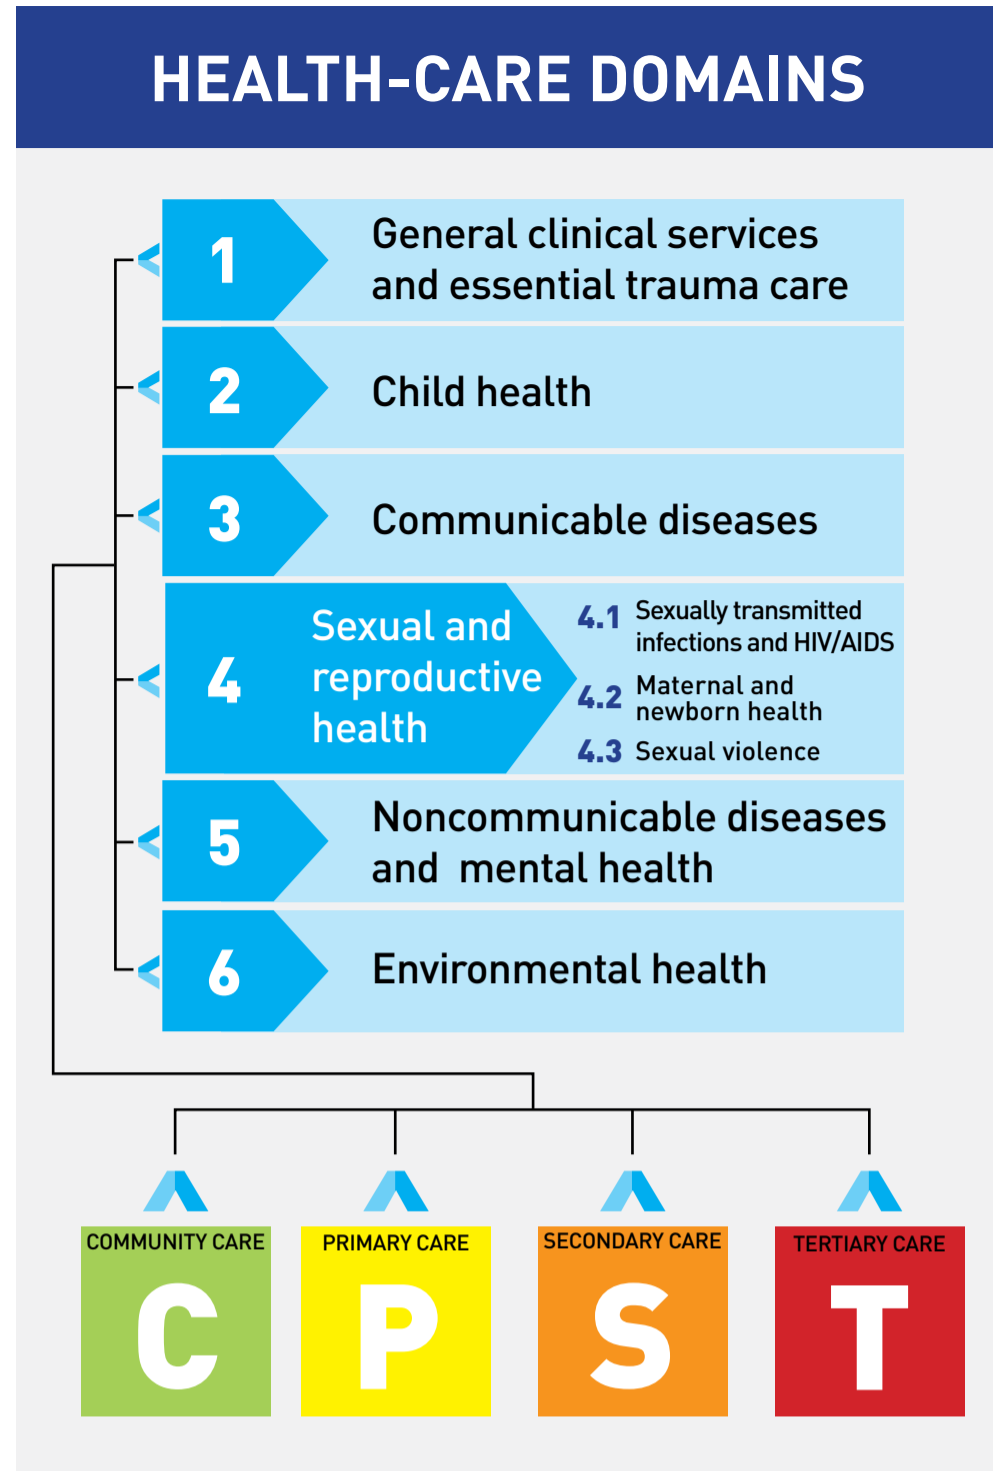 HEALTH-CARE DOMAINS
1
General clinical services
and essential trauma care
2
Child health
3
Communicable diseases
4
Sexual and
reproductive
health
4.1 Sexually transmitted
infections and HIV/AIDS
4.2 Maternal and
newborn health
4.3 Sexual violence
5
Noncommunicable diseases
and mental health
6
Environmental health
COMMUNITY CARE
C
PRIMARY CARE
P
SECONDARY CARE
S
TERTIARY CARE
T